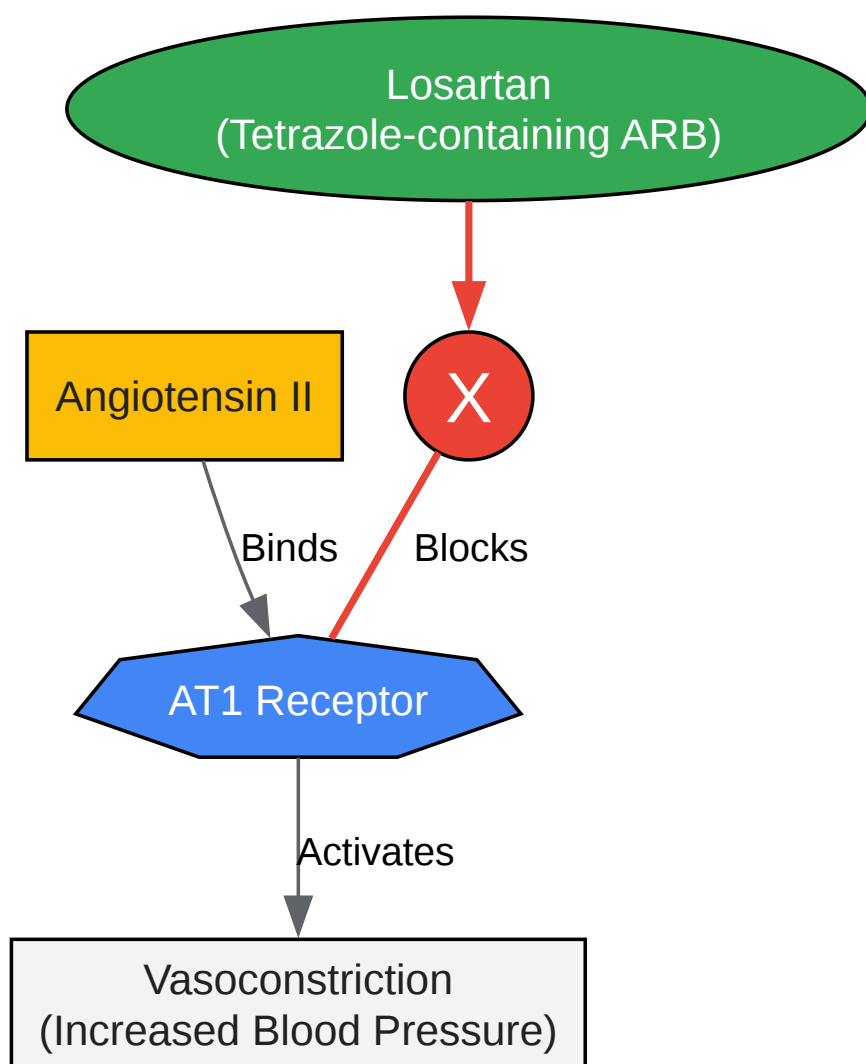 Losartan
(Tetrazole-containing ARB)
Angiotensin II
X
Binds
Blocks
AT1 Receptor
Activates
Vasoconstriction
(Increased Blood Pressure)